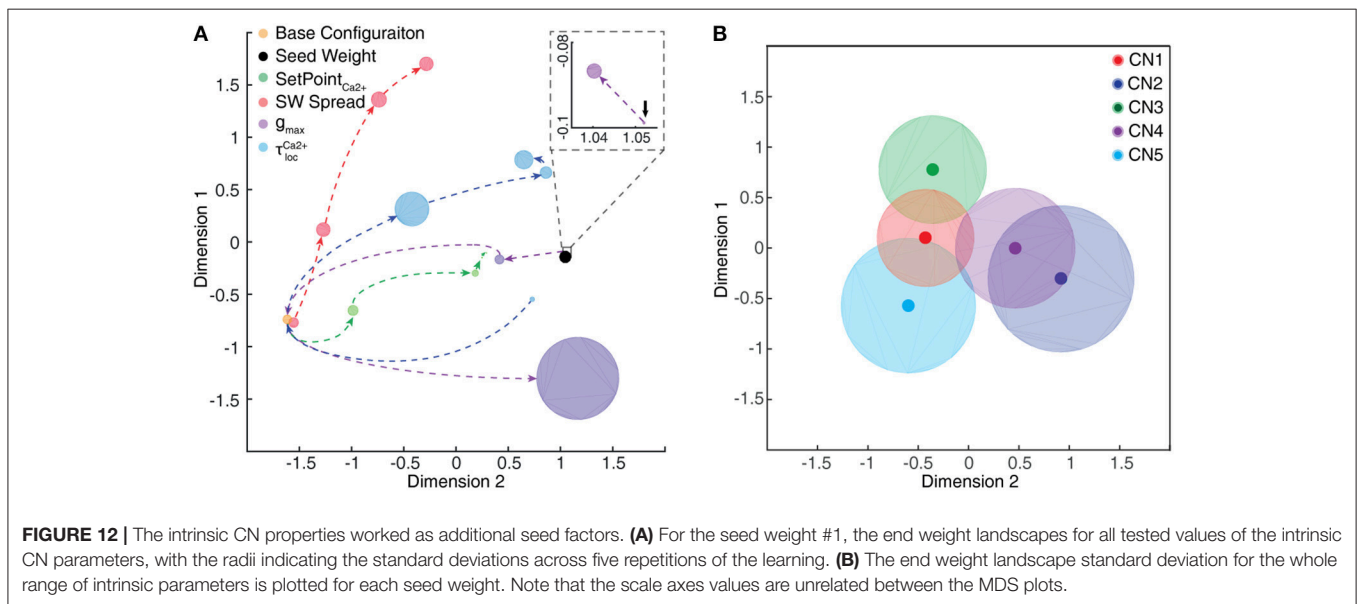 A
Base Configuraiton
Seed Weight
SetPoint Ca2+
SW Spread
g max
τ Ca2+ loc
-0.08
-0.1
1.04 1.05
1.5
1
0.5
0
-0.5
-1
-1.5
Dimension 1
-1.5 -1 -0.5 0 0.5 1 1.5
Dimension 2
B
CN1
CN2
CN3
CN4
CN5
1.5
1
0.5
0
-0.5
-1
-1.5
Dimension 1
-1.5 -1 -0.5 0 0.5 1 1.5
Dimension 2
FIGURE 12 | The intrinsic CN properties worked as additional seed factors. (A) For the seed weight #1, the end weight landscapes for all tested values of the intrinsic
CN parameters, with the radii indicating the standard deviations across five repetitions of the learning. (B) The end weight landscape standard deviation for the whole
range of intrinsic parameters is plotted for each seed weight. Note that the scale axes values are unrelated between the MDS plots.